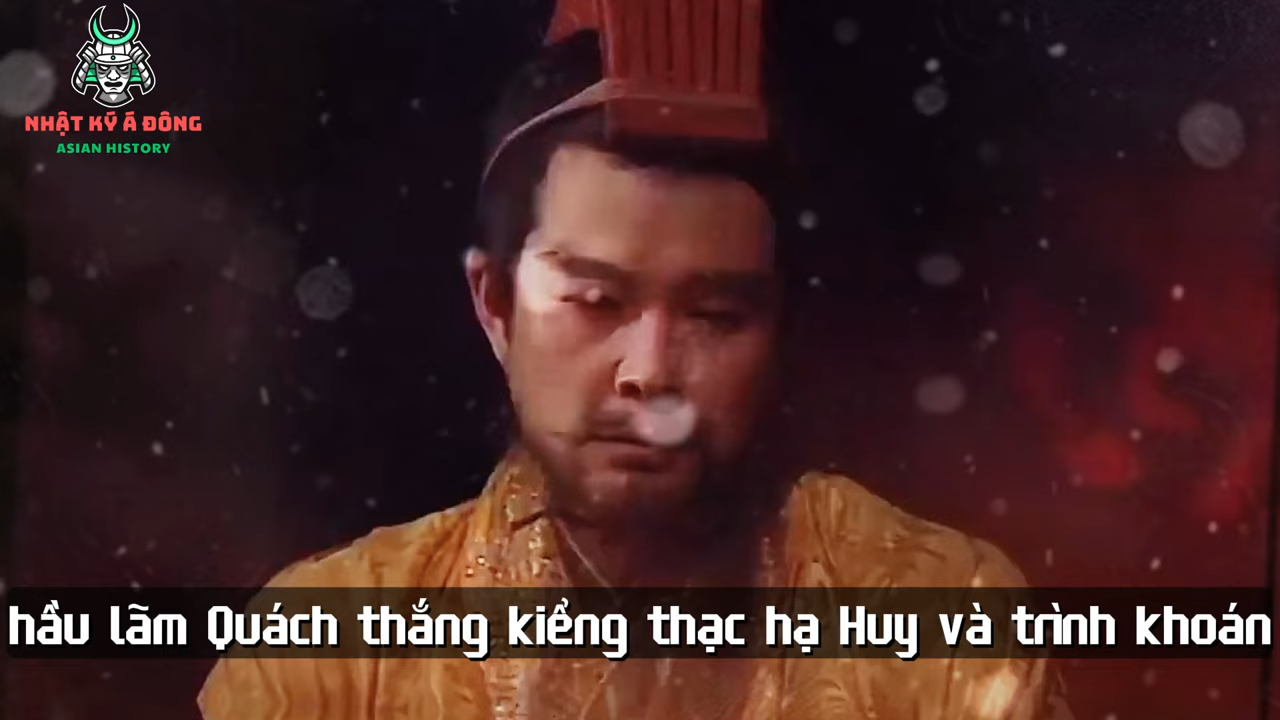 NHẬT KÝ Á ĐÔNG
ASIAN HISTORY
hầu lãm Quách thắng kiểng thạc hạ Huy và trình khoán